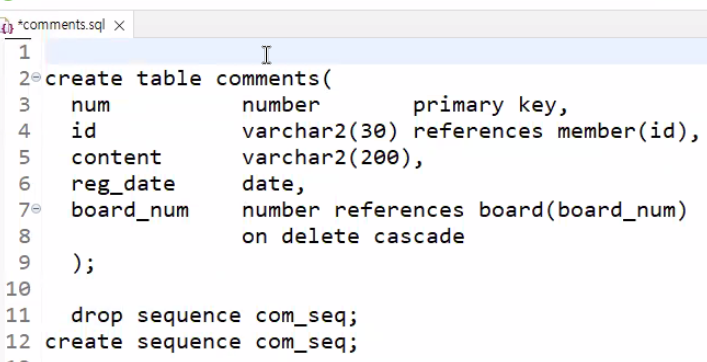 *comments.sql
1
2 create table comments(
3 num number primary key,
4 id varchar2(30) references member(id),
5 content varchar2(200),
6 reg_date date,
7 board_num number references board(board_num)
8 on delete cascade
9 );
10
11 drop sequence com_seq;
12 create sequence com_seq;